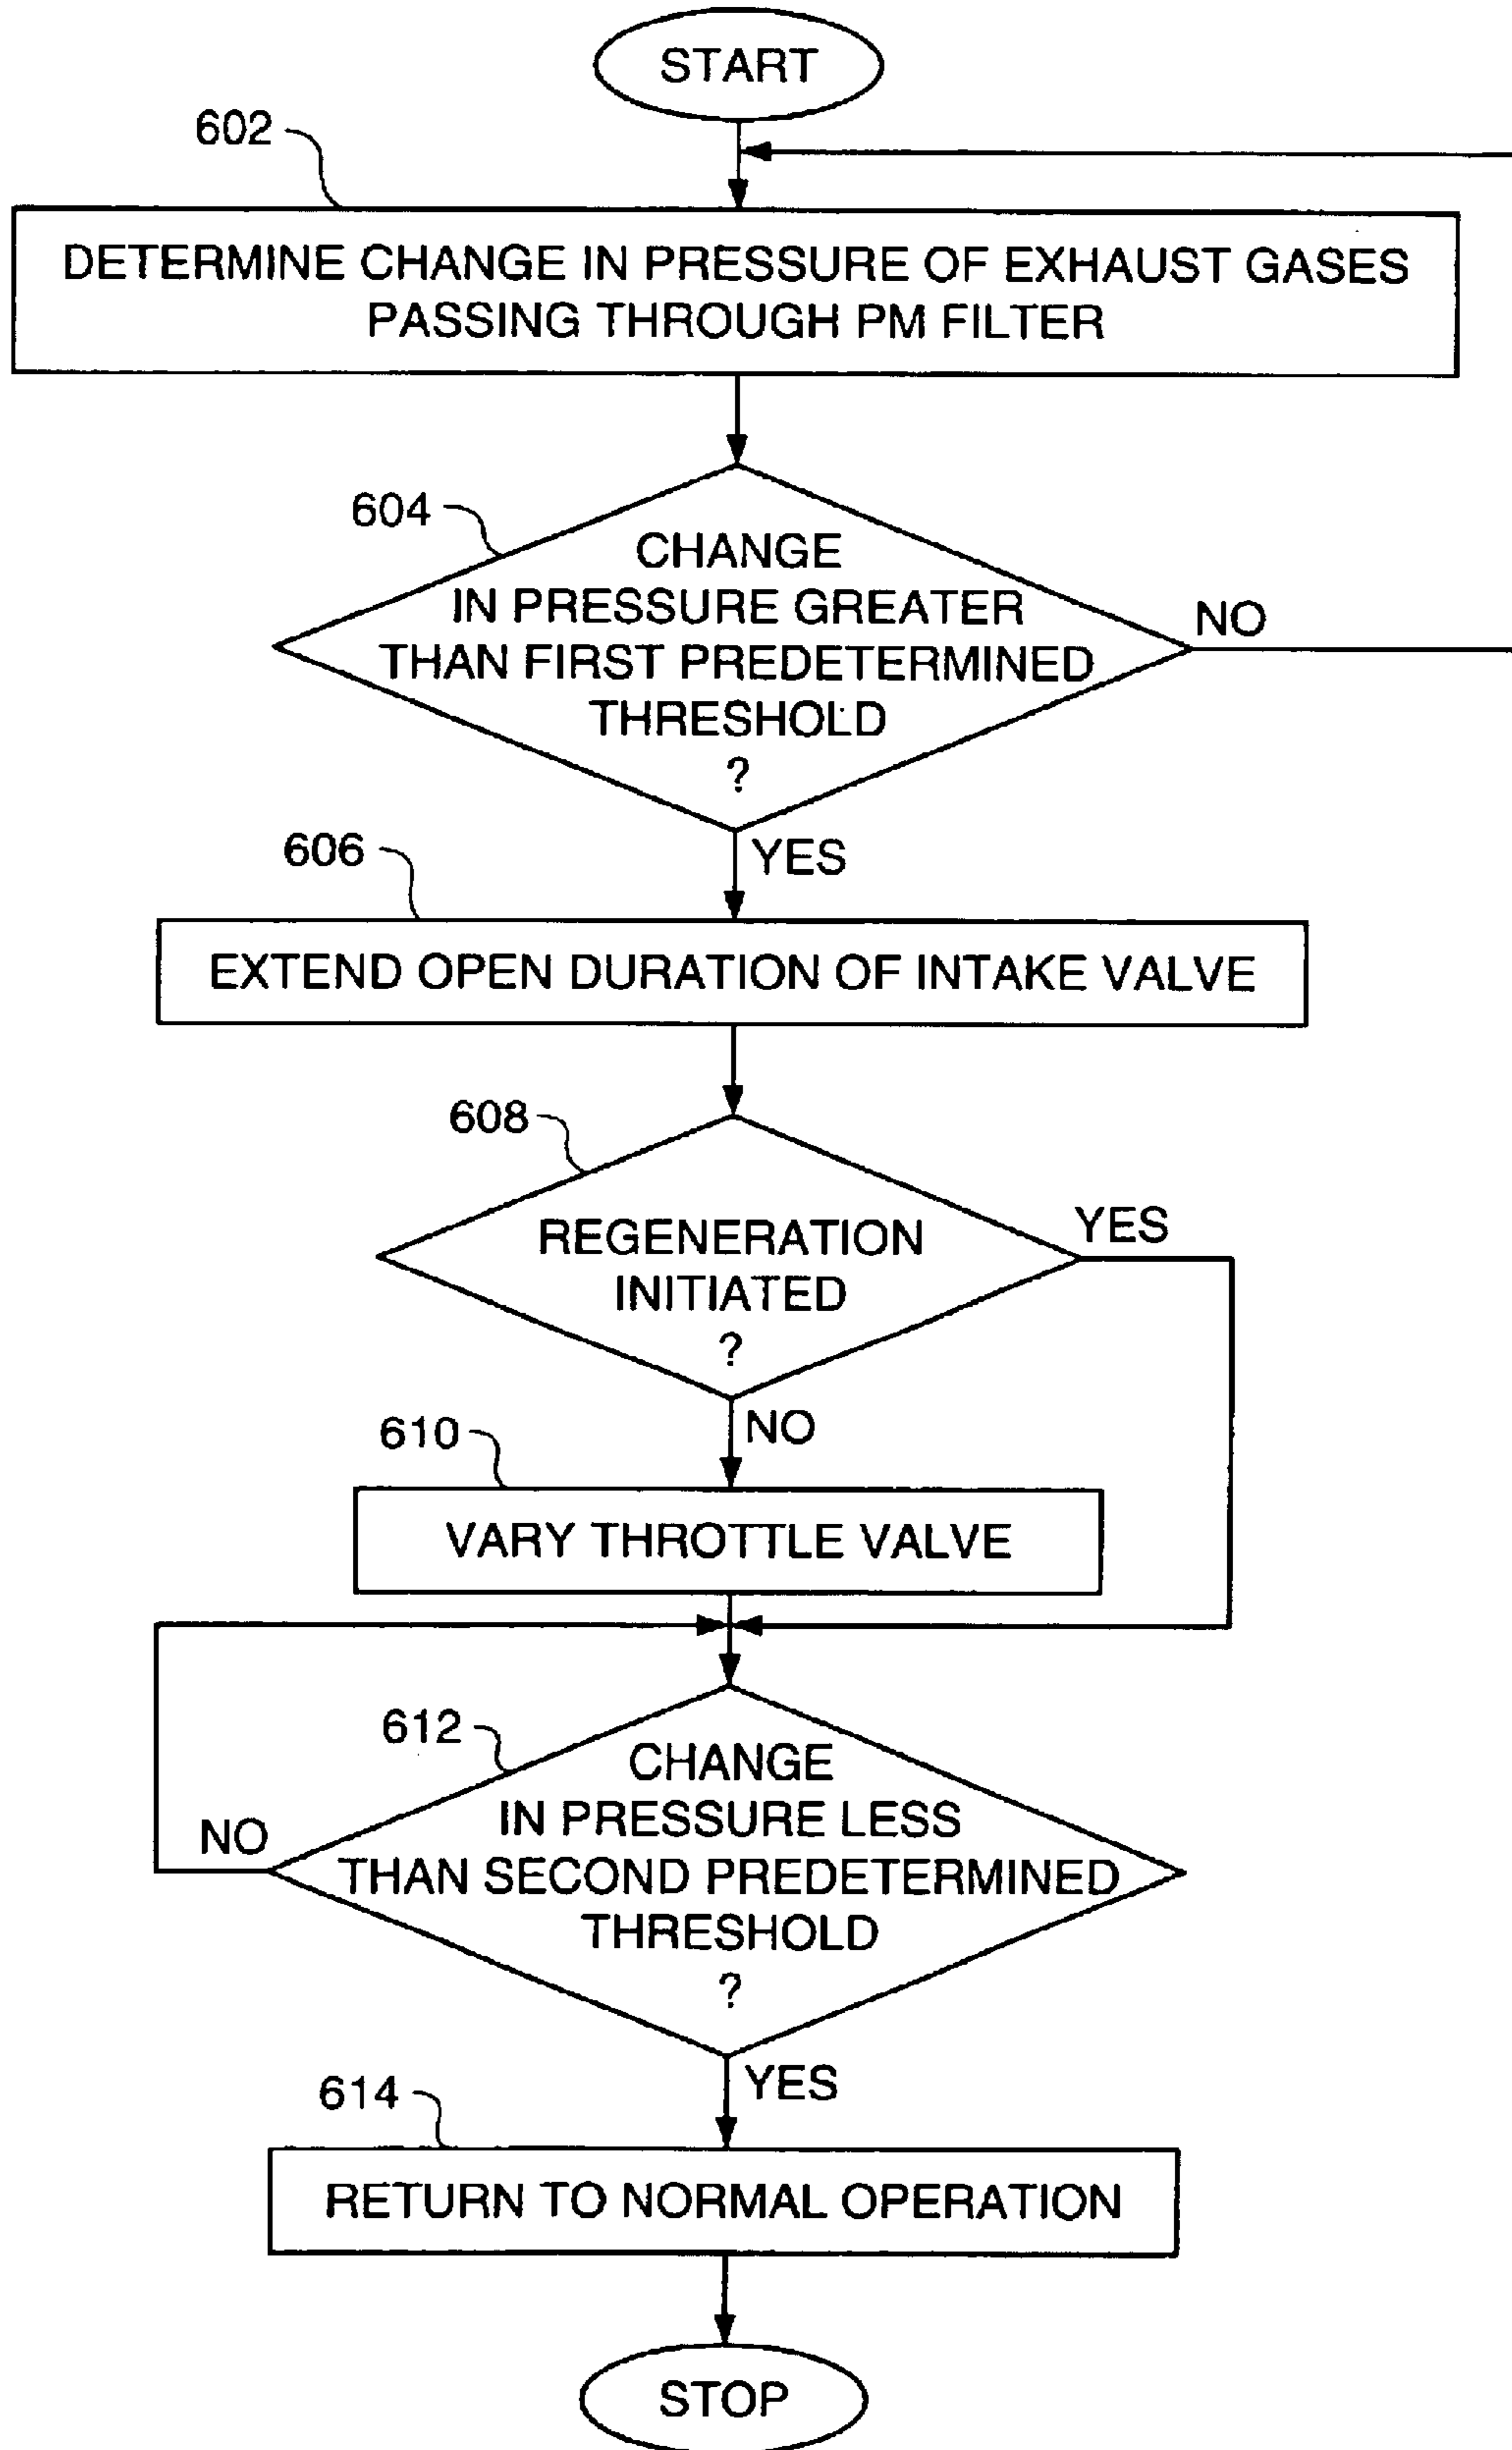 START
602
DETERMINE CHANGE IN PRESSURE OF EXHAUST GASES
PASSING THROUGH PM FILTER
604
CHANGE
IN PRESSURE GREATER
THAN FIRST PREDETERMINED
THRESHOLD
?
NO
YES
606
EXTEND OPEN DURATION OF INTAKE VALVE
608
REGENERATION
INITIATED
?
YES
NO
610
VARY THROTTLE VALVE
612
CHANGE
IN PRESSURE LESS
THAN SECOND PREDETERMINED
THRESHOLD
?
NO
YES
614
RETURN TO NORMAL OPERATION
STOP